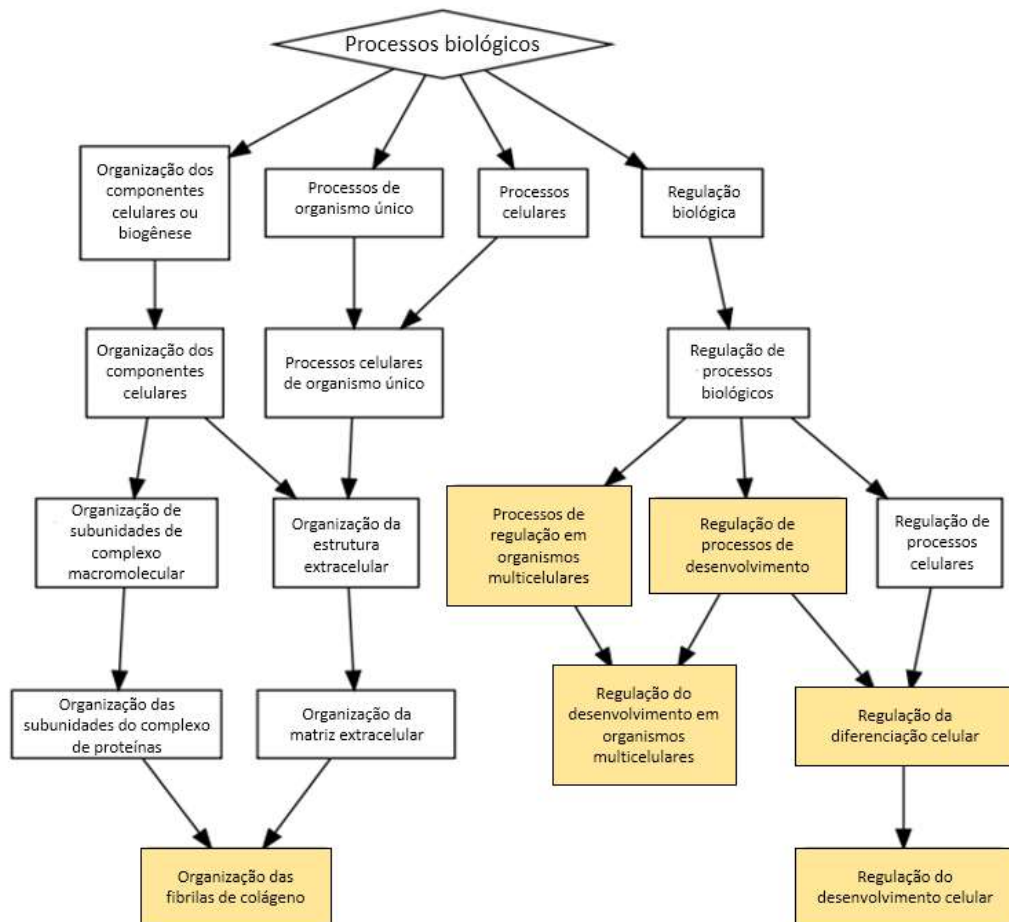 Processos biológicos
Organização dos
componentes
celulares ou
biogênese
Processos de
organismo único
Processos
celulares
Regulação
biológica
Organização dos
componentes
celulares
Processos celulares
de organismo único
Regulação de
processos
biológicos
Organização de
subunidades de
complexo
macromolecular
Organização da
estrutura
extracelular
Processos de
regulação em
organismos
multicelulares
Regulação de
processos de
desenvolvimento
Regulação de
processos
celulares
Organização das
subunidades do complexo
de proteínas
Organização da
matriz extracelular
Regulação do
desenvolvimento em
organismos
multicelulares
Regulação da
diferenciação celular
Organização das
fibrilas de colágeno
Regulação do
desenvolvimento celular